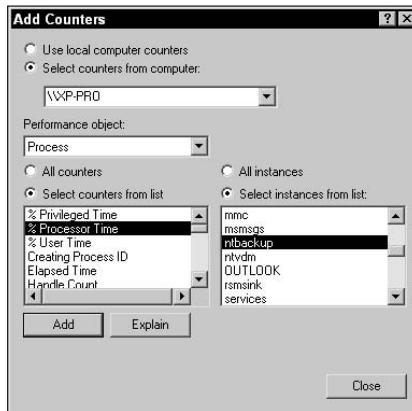 Add Counters
Use local computer counters
Select counters from computer:
\\XP-PRO
Performance object:
Process
All counters
All instances
Select counters from list
Select instances from list:
% Privileged Time
% Processor Time
% User Time
Creating Process ID
Elapsed Time
Handle Count
mmc
msmsgs
ntbackup
ntvdm
OUTLOOK
rsmsink
services
Add
Explain
Close